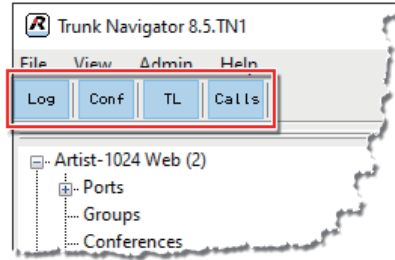 Trunk Navigator 8.5.TN1
File View Admin Help
Log Conf TL Calls
Artist-1024 Web (2)
Ports
Groups
Conferences